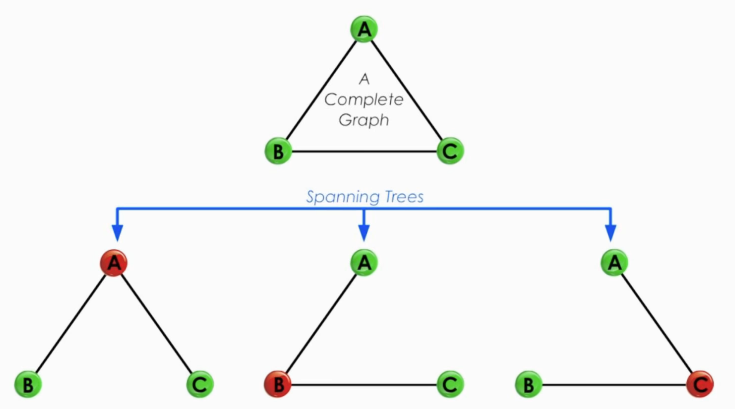 A
A
Complete
Graph
B C
Spanning Trees
A A A
B C B C B C